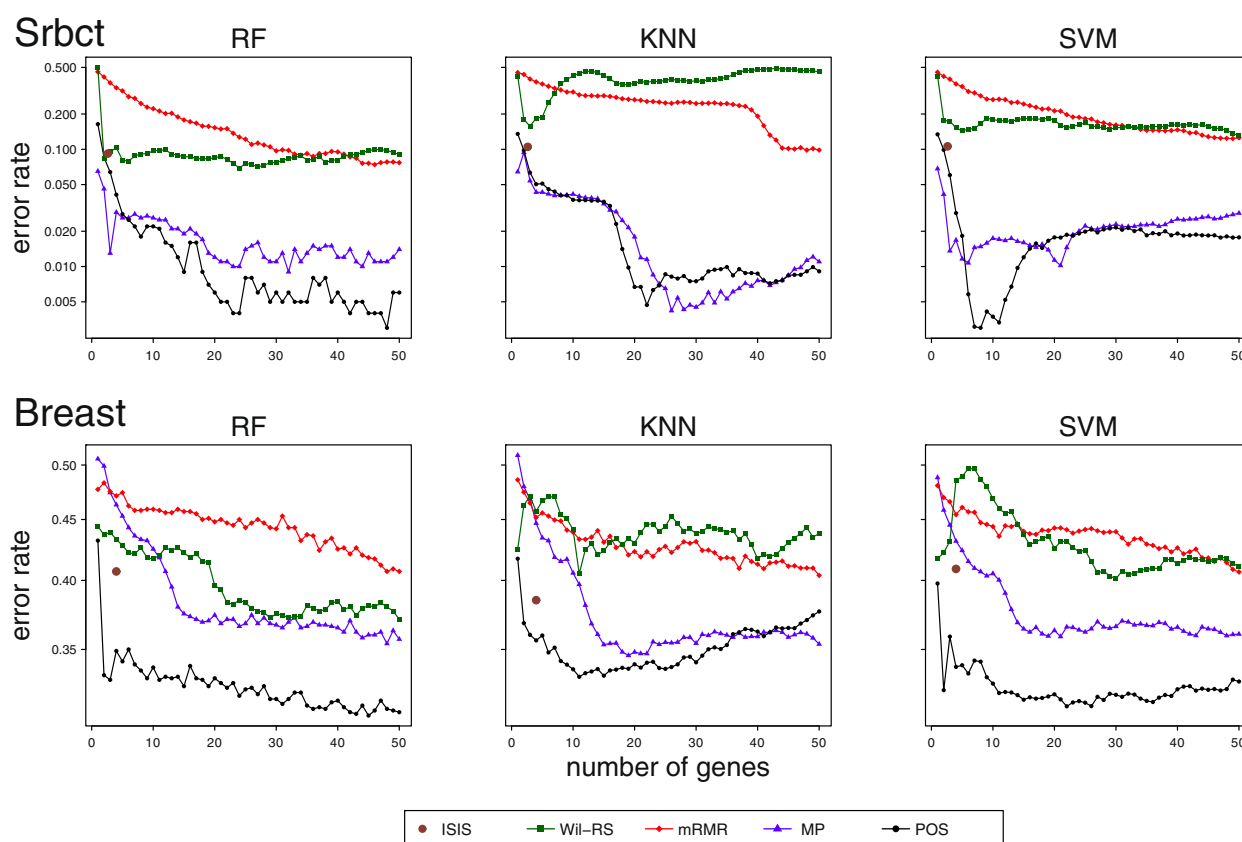 Srbct
RF
KNN
SVM
error rate
0.500
0.200
0.100
0.050
0.020
0.010
0.005
0 10 20 30 40 50
0 10 20 30 40 50
0 10 20 30 40 50
Breast
RF
KNN
SVM
error rate
0.50
0.45
0.40
0.35
0 10 20 30 40 50
0 10 20 30 40 50
0 10 20 30 40 50
number of genes
ISIS Wil−RS mRMR MP POS